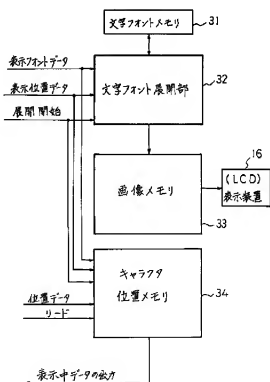 文字フォントメモリ
31
表示フォントデータ
表示位置データ
展開開始
文字フォント展開部
32
画像メモリ
33
16
(LCD)
表示装置
キャラクタ
位置メモリ
34
位置データ
リード
表示中データの出力